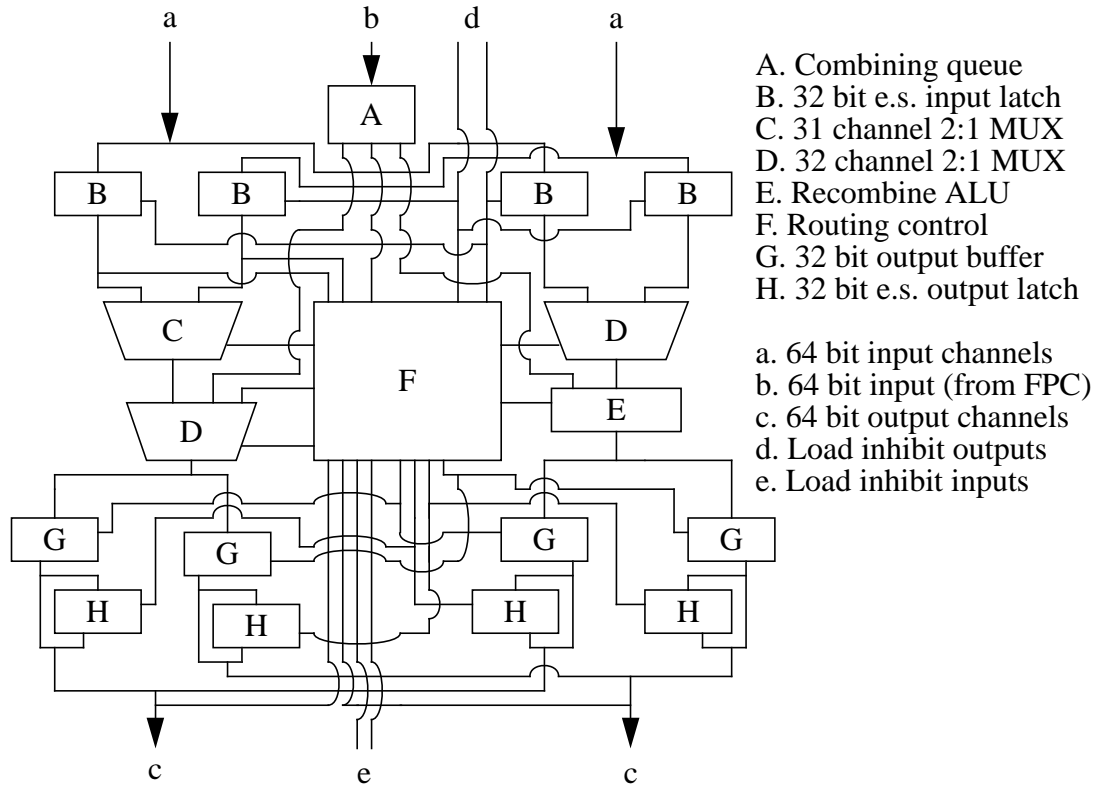 a b d a
A
A. Combining queue
B. 32 bit e.s. input latch
C. 31 channel 2:1 MUX
D. 32 channel 2:1 MUX
E. Recombine ALU
F. Routing control
G. 32 bit output buffer
H. 32 bit e.s. output latch
a. 64 bit input channels
b. 64 bit input (from FPC)
c. 64 bit output channels
d. Load inhibit outputs
e. Load inhibit inputs
B B B B
C D
F
D E
G G G G
H H H H
c e c